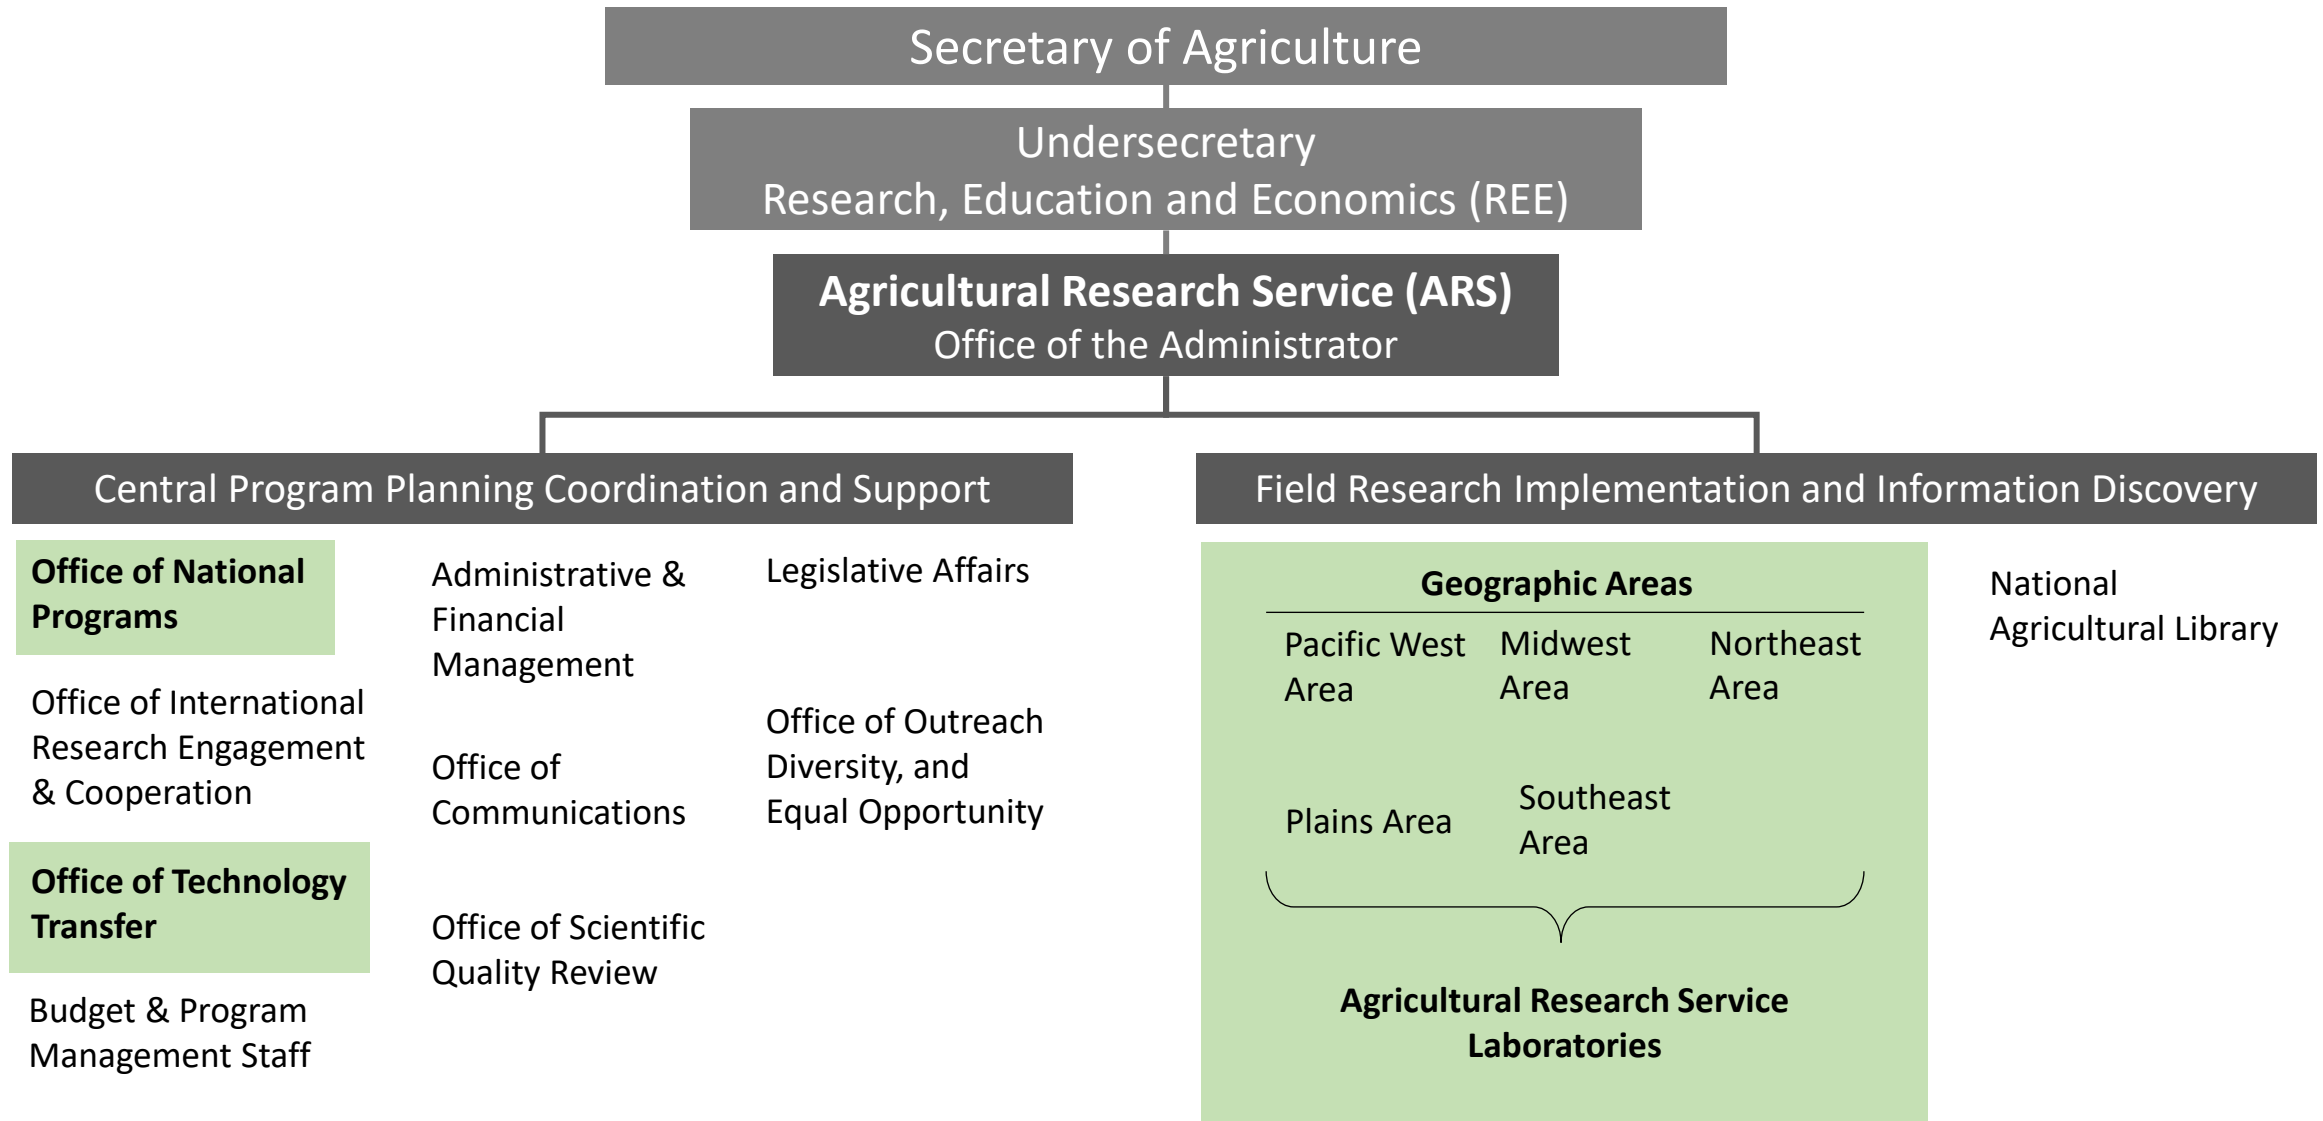 Secretary of Agriculture
Undersecretary
Research, Education and Economics (REE)
Agricultural Research Service (ARS)
Office of the Administrator
Central Program Planning Coordination and Support
Office of National
Programs
Office of International
Research Engagement
& Cooperation
Office of Technology
Transfer
Budget & Program
Management Staff
Administrative &
Financial
Management
Office of
Communications
Office of Scientific
Quality Review
Legislative Affairs
Office of Outreach
Diversity, and
Equal Opportunity
Field Research Implementation and Information Discovery
Geographic Areas
Pacific West
Area
Midwest
Area
Northeast
Area
Plains Area
Southeast
Area
Agricultural Research Service
Laboratories
National
Agricultural Library